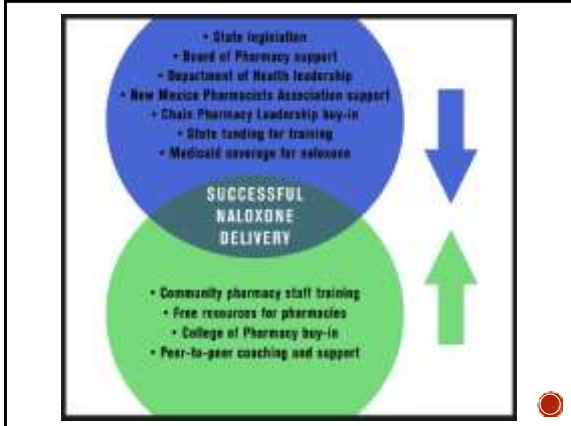 • State legislation
• Board of Pharmacy support
• Department of Health leadership
• New Mexico Pharmacists Association support
• Chain Pharmacy Leadership buy-in
• State funding for training
• Medicaid coverage for naloxone
SUCCESSFUL
NALOXONE
DELIVERY
• Community pharmacy staff training
• Free resources for pharmacies
• College of Pharmacy buy-in
• Peer-to-peer coaching and support